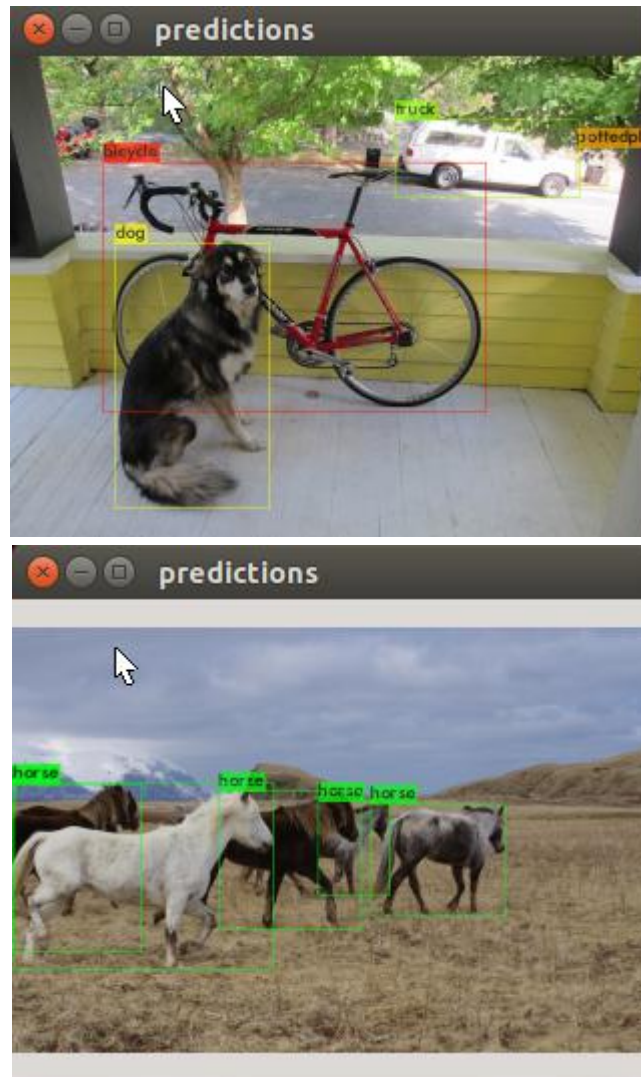 predictions
truck
pottedpl
bicycle
dog
predictions
horse
horse
horse
horse